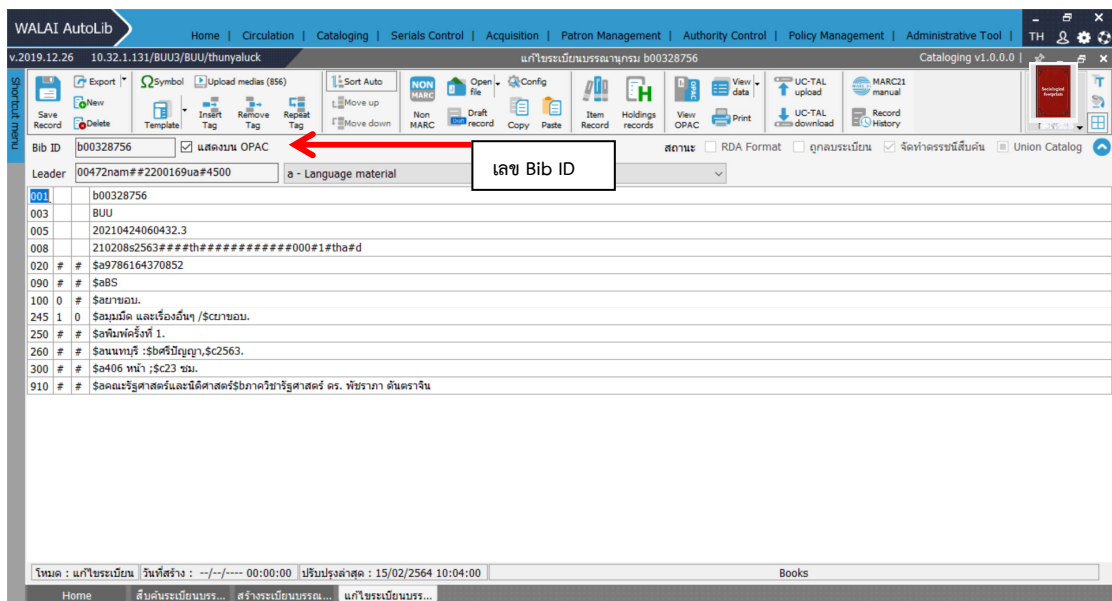 WALAI AutoLib
Home | Circulation | Cataloging | Serials Control | Acquisition | Patron Management | Authority Control | Policy Management | Administrative Tool | TH
v.2019.12.26 10.32.1.131/BUU3/BUU/thunyaluck แก้ไขระเบียนบรรณานุกรม b00328756 Cataloging v1.0.0.0 |
Shortcut menu
Save Record
Export
New
Delete
Symbol
Template
Upload medias (856)
Insert Tag
Remove Tag
Repeat Tag
Sort Auto
Move up
Move down
NON MARC
Non MARC
Open file
Draft record
Config
Copy
Paste
Item Record
Holdings records
OPAC
View OPAC
View data
Print
UC-TAL upload
UC-TAL download
MARC21 manual
Record History
Bib ID b00328756 แสดงบน OPAC สถานะ RDA Format ถูกลบระเบียน จัดทำดรรชนีสืบค้น Union Catalog
เลข Bib ID
Leader 00472nam##2200169ua#4500 a - Language material
001 b00328756
003 BUU
005 20210424060432.3
008 210208s2563####th############000#1#tha#d
020 # # $a9786164370852
090 # # $aBS
100 0 # $aยาขอบ.
245 1 0 $aมุมมืด และเรื่องอื่นๆ /$cยาขอบ.
250 # # $aพิมพ์ครั้งที่ 1.
260 # # $aนนทบุรี :$bศรีปัญญา,$c2563.
300 # # $a406 หน้า ;$c23 ซม.
910 # # $aคณะรัฐศาสตร์และนิติศาสตร์$bภาควิชารัฐศาสตร์ ดร. พัชราภา ตันตราจิน
โหมด : แก้ไขระเบียน วันที่สร้าง : --/--/---- 00:00:00 ปรับปรุงล่าสุด : 15/02/2564 10:04:00 Books
Home สืบค้นระเบียนบรร... สร้างระเบียนบรรณ... แก้ไขระเบียนบรร...